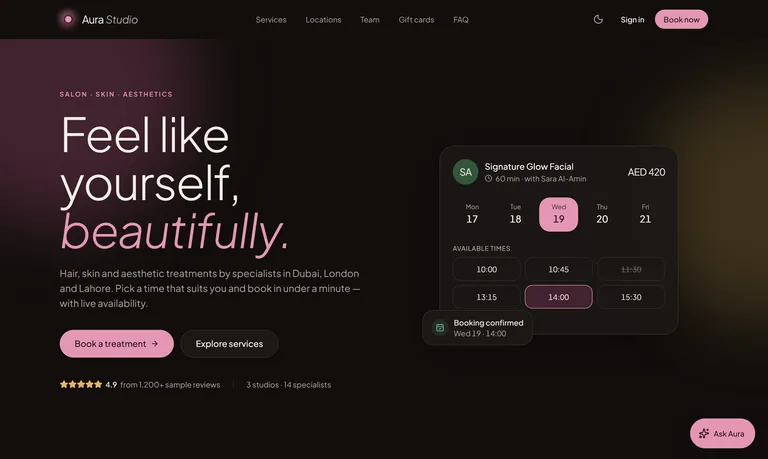 Aura Studio
Services
Locations
Team
Gift cards
FAQ
Sign in
Book now
SALON · SKIN · AESTHETICS
Feel like
yourself,
beautifully.
Hair, skin and aesthetic treatments by specialists in Dubai, London
and Lahore. Pick a time that suits you and book in under a minute —
with live availability.
Book a treatment →
Explore services
4.9 from 1,200+ sample reviews
3 studios · 14 specialists
SA
Signature Glow Facial
60 min · with Sara Al-Amin
AED 420
Mon Tue Wed Thu Fri
17 18 19 20 21
AVAILABLE TIMES
10:00 10:45 11:30
13:15 14:00 15:30
Booking confirmed
Wed 19 · 14:00
Ask Aura